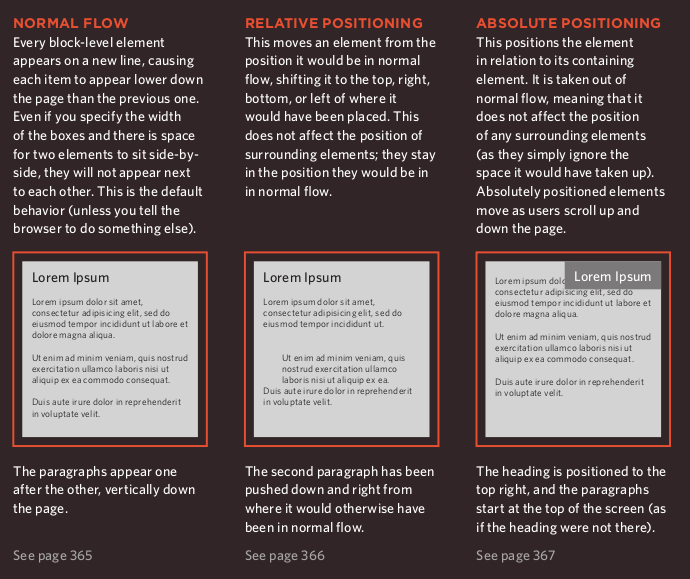 NORMAL FLOW
Every block-level element
appears on a new line, causing
each item to appear lower down
the page than the previous one.
Even if you specify the width
of the boxes and there is space
for two elements to sit side-by-
side, they will not appear next
to each other. This is the default
behavior (unless you tell the
browser to do something else).
Lorem Ipsum
Lorem ipsum dolor sit amet,
consectetur adipisicing elit, sed do
eiusmod tempor incididunt ut labore et
dolore magna aliqua.
Ut enim ad minim veniam, quis nostrud
exercitation ullamco laboris nisi ut
aliquip ex ea commodo consequat.
Duis aute irure dolor in reprehenderit
in voluptate velit.
The paragraphs appear one
after the other, vertically down
the page.
See page 365
RELATIVE POSITIONING
This moves an element from the
position it would be in normal
flow, shifting it to the top, right,
bottom, or left of where it
would have been placed. This
does not affect the position of
surrounding elements; they stay
in the position they would be in
in normal flow.
Lorem Ipsum
Lorem ipsum dolor sit amet,
consectetur adipisicing elit, sed do
eiusmod tempor incididunt ut.
Ut enim ad minim veniam, quis
nostrud exercitation ullamco
laboris nisi ut aliquip ex ea.
Duis aute irure dolor in reprehenderit
in voluptate velit.
The second paragraph has been
pushed down and right from
where it would otherwise have
been in normal flow.
See page 366
ABSOLUTE POSITIONING
This positions the element
in relation to its containing
element. It is taken out of
normal flow, meaning that it
does not affect the position
of any surrounding elements
(as they simply ignore the
space it would have taken up).
Absolutely positioned elements
move as users scroll up and
down the page.
Lorem Ipsum
Lorem ipsum
consectetur adipisicing elit, sed do
eiusmod tempor incididunt ut labore et
dolore magna aliqua.
Ut enim ad minim veniam, quis nostrud
exercitation ullamco laboris nisi ut
aliquip ex ea commodo consequat.
Duis aute irure dolor in reprehenderit
in voluptate velit.
The heading is positioned to the
top right, and the paragraphs
start at the top of the screen (as
if the heading were not there).
See page 367